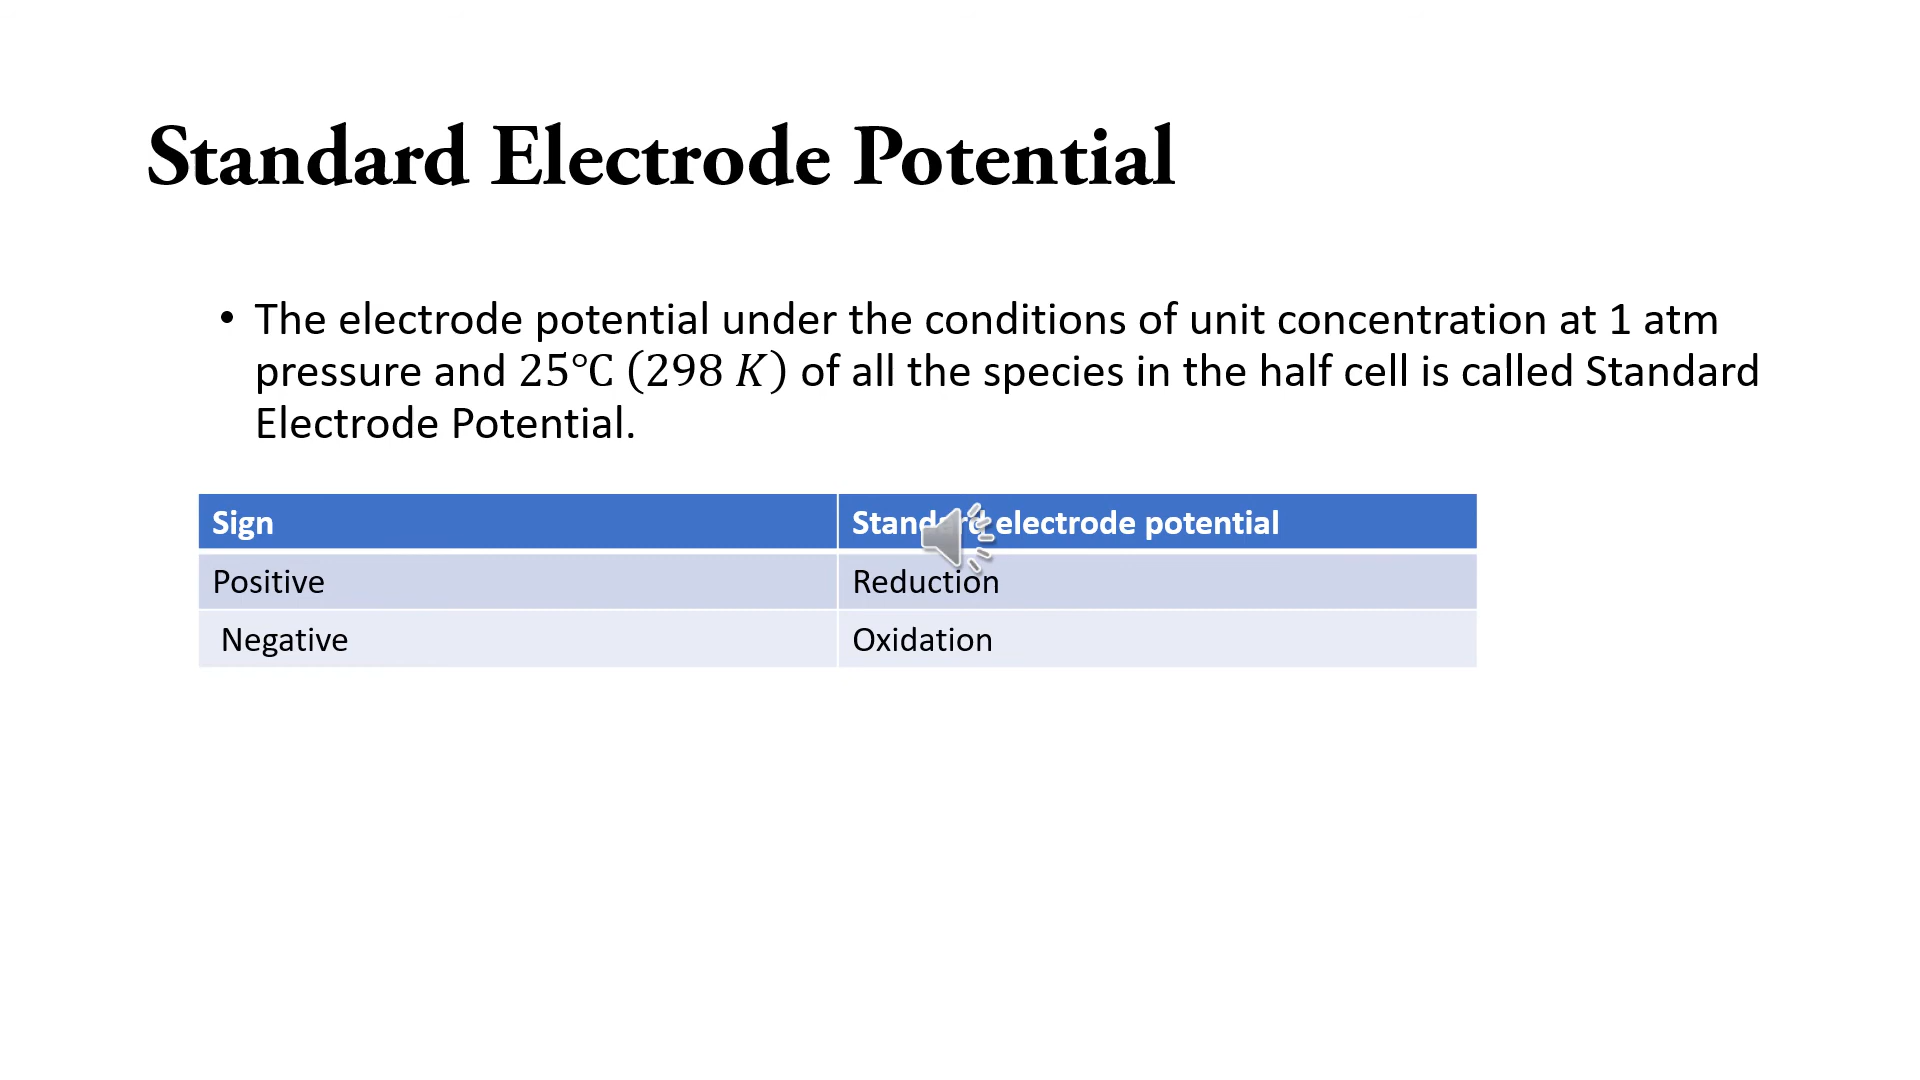 Standard Electrode Potential
• The electrode potential under the conditions of unit concentration at 1 atm
pressure and 25℃ (298 K) of all the species in the half cell is called Standard
Electrode Potential.
Sign Standard electrode potential
Positive Reduction
Negative Oxidation